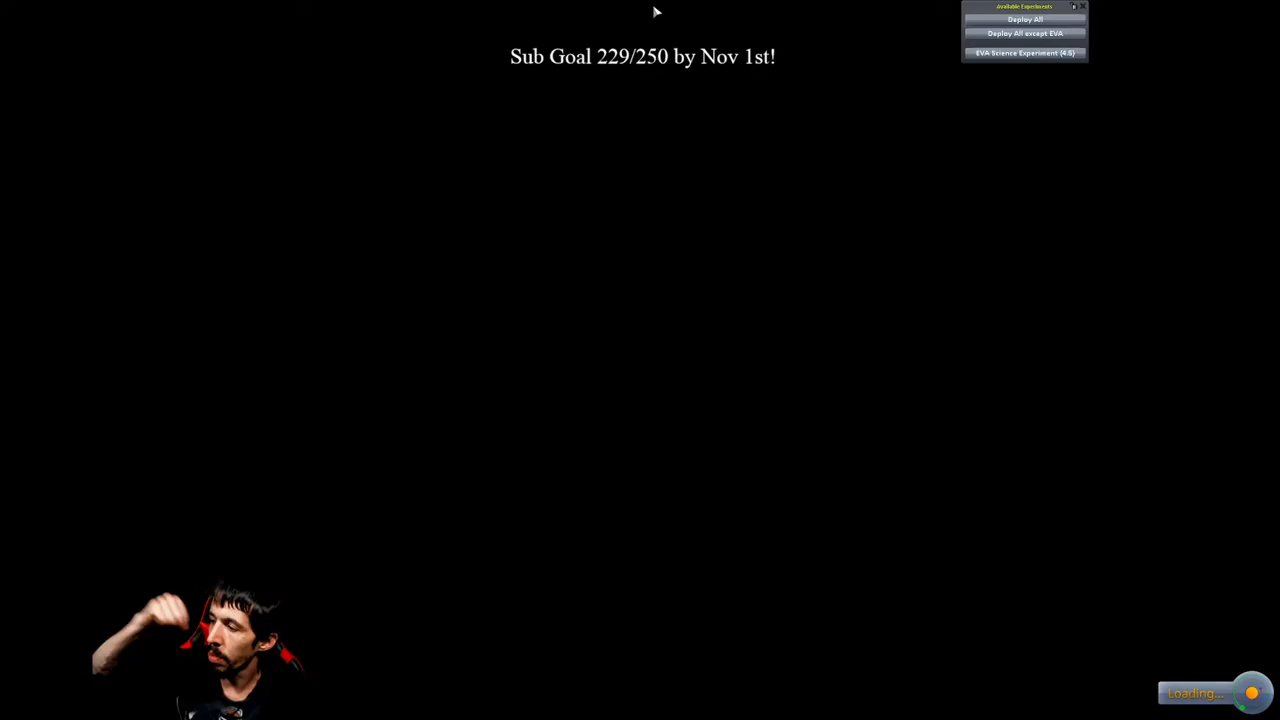 Available Experiments
Deploy All
Deploy All except EVA
EVA Science Experiment (4.5)
Sub Goal 229/250 by Nov 1st!
Loading...